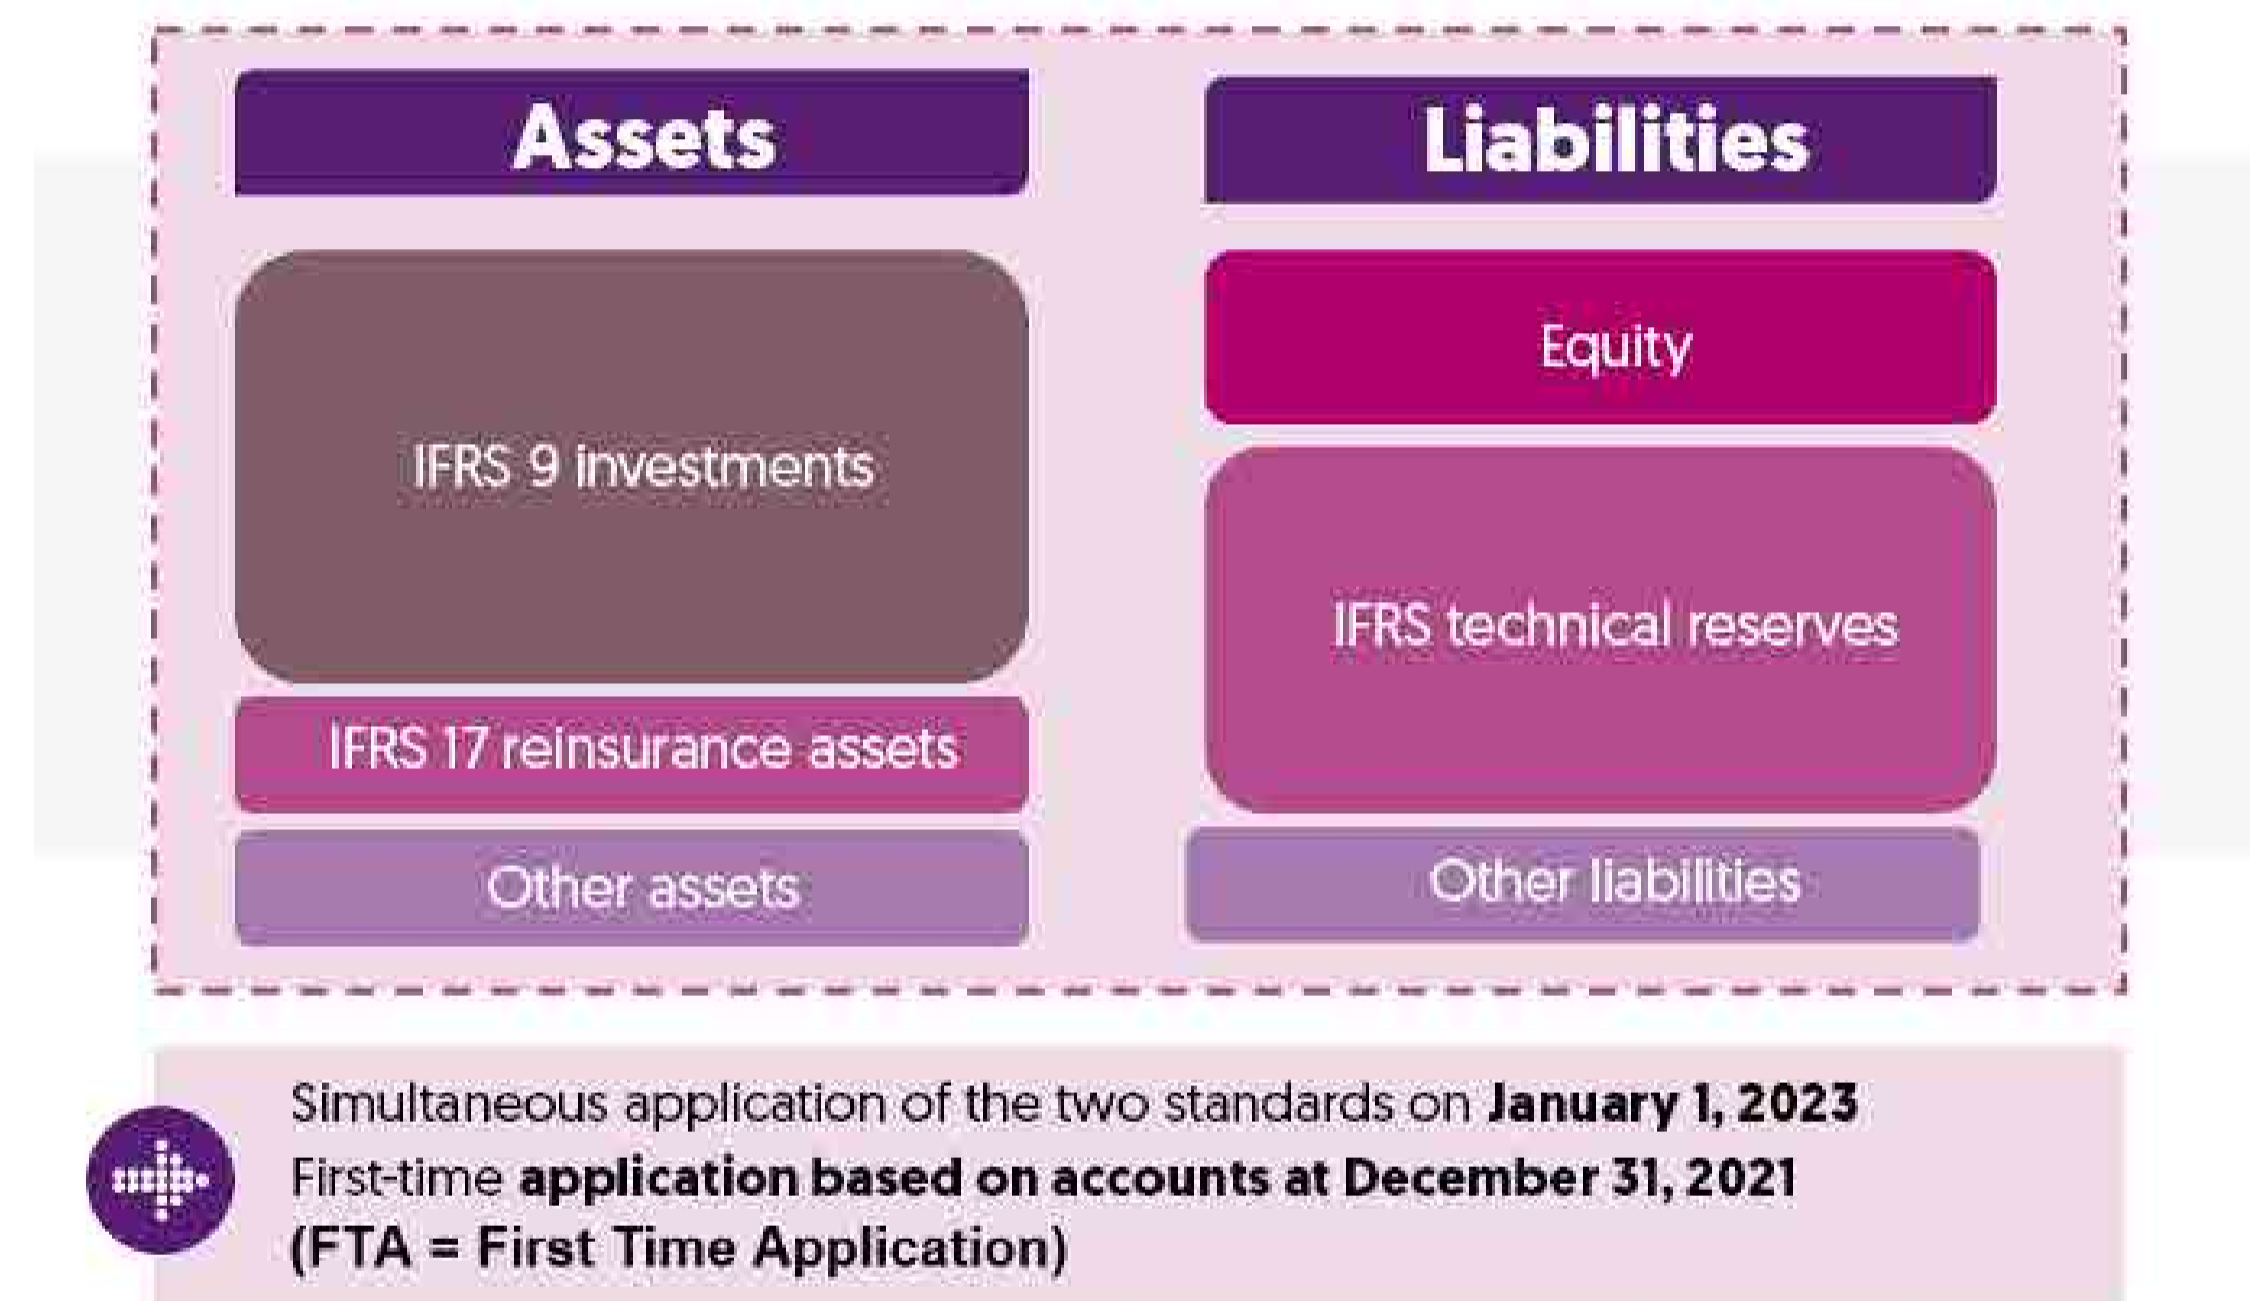 Assets
IFRS 9 investments
IFRS 17 reinsurance assets
Other assets
Liabilities
Equity
IFRS technical reserves
Other liabilities
Simultaneous application of the two standards on January 1, 2023
First-time application based on accounts at December 31, 2021
(FTA = First Time Application)